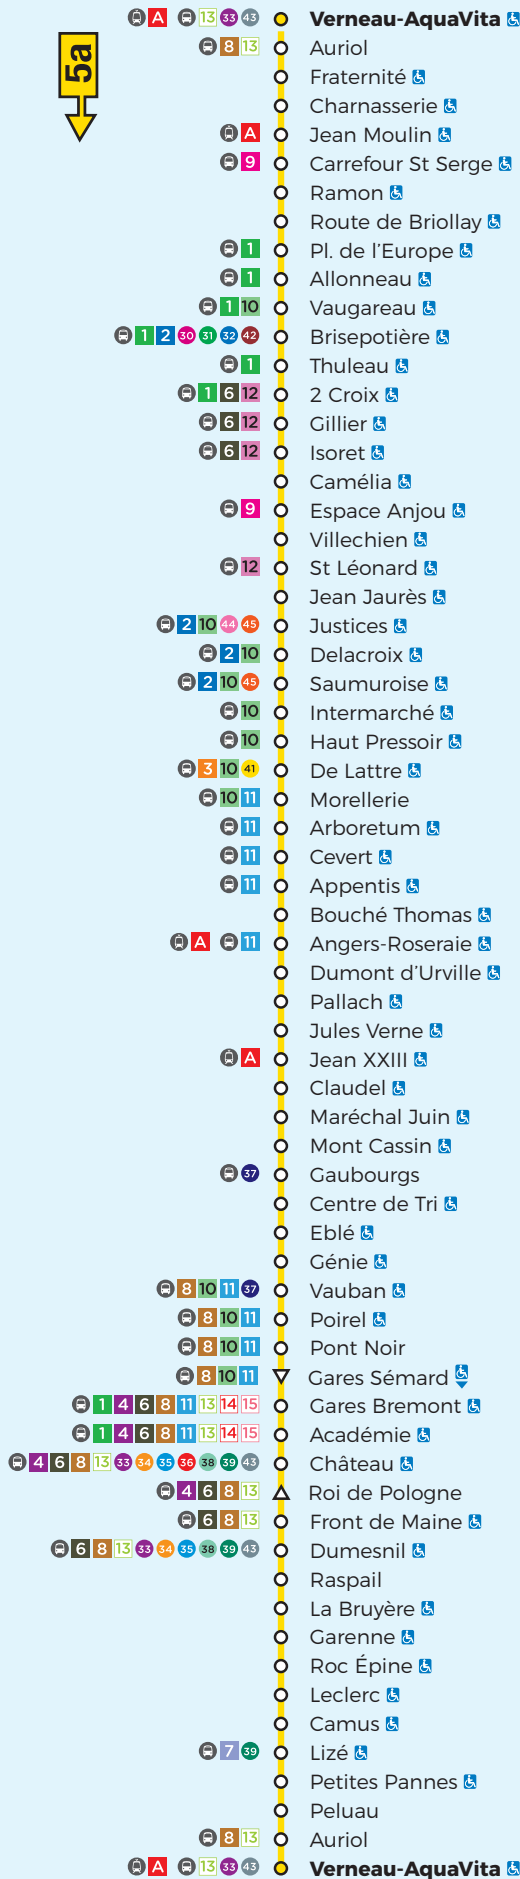 A 13 33 43 Verneau-AquaVita
5a
8 13 Auriol
Fraternité
Charnasserie
A Jean Moulin
9 Carrefour St Serge
Ramon
Route de Briollay
1 Pl. de l'Europe
1 Allonneau
1 10 Vaugareau
1 2 30 31 32 42 Brisepotière
1 Thuleau
1 6 12 2 Croix
6 12 Gillier
6 12 Isoret
Camélia
9 Espace Anjou
Villechien
12 St Léonard
Jean Jaurès
2 10 44 45 Justices
2 10 Delacroix
2 10 45 Saumuroise
10 Intermarché
10 Haut Pressoir
3 10 41 De Lattre
10 11 Morellerie
11 Arboretum
11 Cevert
11 Appentis
Bouché Thomas
A 11 Angers-Roseraie
Dumont d'Urville
Pallach
Jules Verne
A Jean XXIII
Claudel
Maréchal Juin
Mont Cassin
37 Gaubourgs
Centre de Tri
Eblé
Génie
8 10 11 37 Vauban
8 10 11 Poirel
8 10 11 Pont Noir
8 10 11 Gares Sémard
1 4 6 8 11 13 14 15 Gares Bremont
1 4 6 8 11 13 14 15 Académie
4 6 8 13 33 34 35 36 38 39 43 Château
4 6 8 13 Roi de Pologne
6 8 13 Front de Maine
6 8 13 33 34 35 38 39 43 Dumesnil
Raspail
La Bruyère
Garenne
Roc Épine
Leclerc
Camus
7 39 Lizé
Petites Pannes
Peluau
8 13 Auriol
A 13 33 43 Verneau-AquaVita